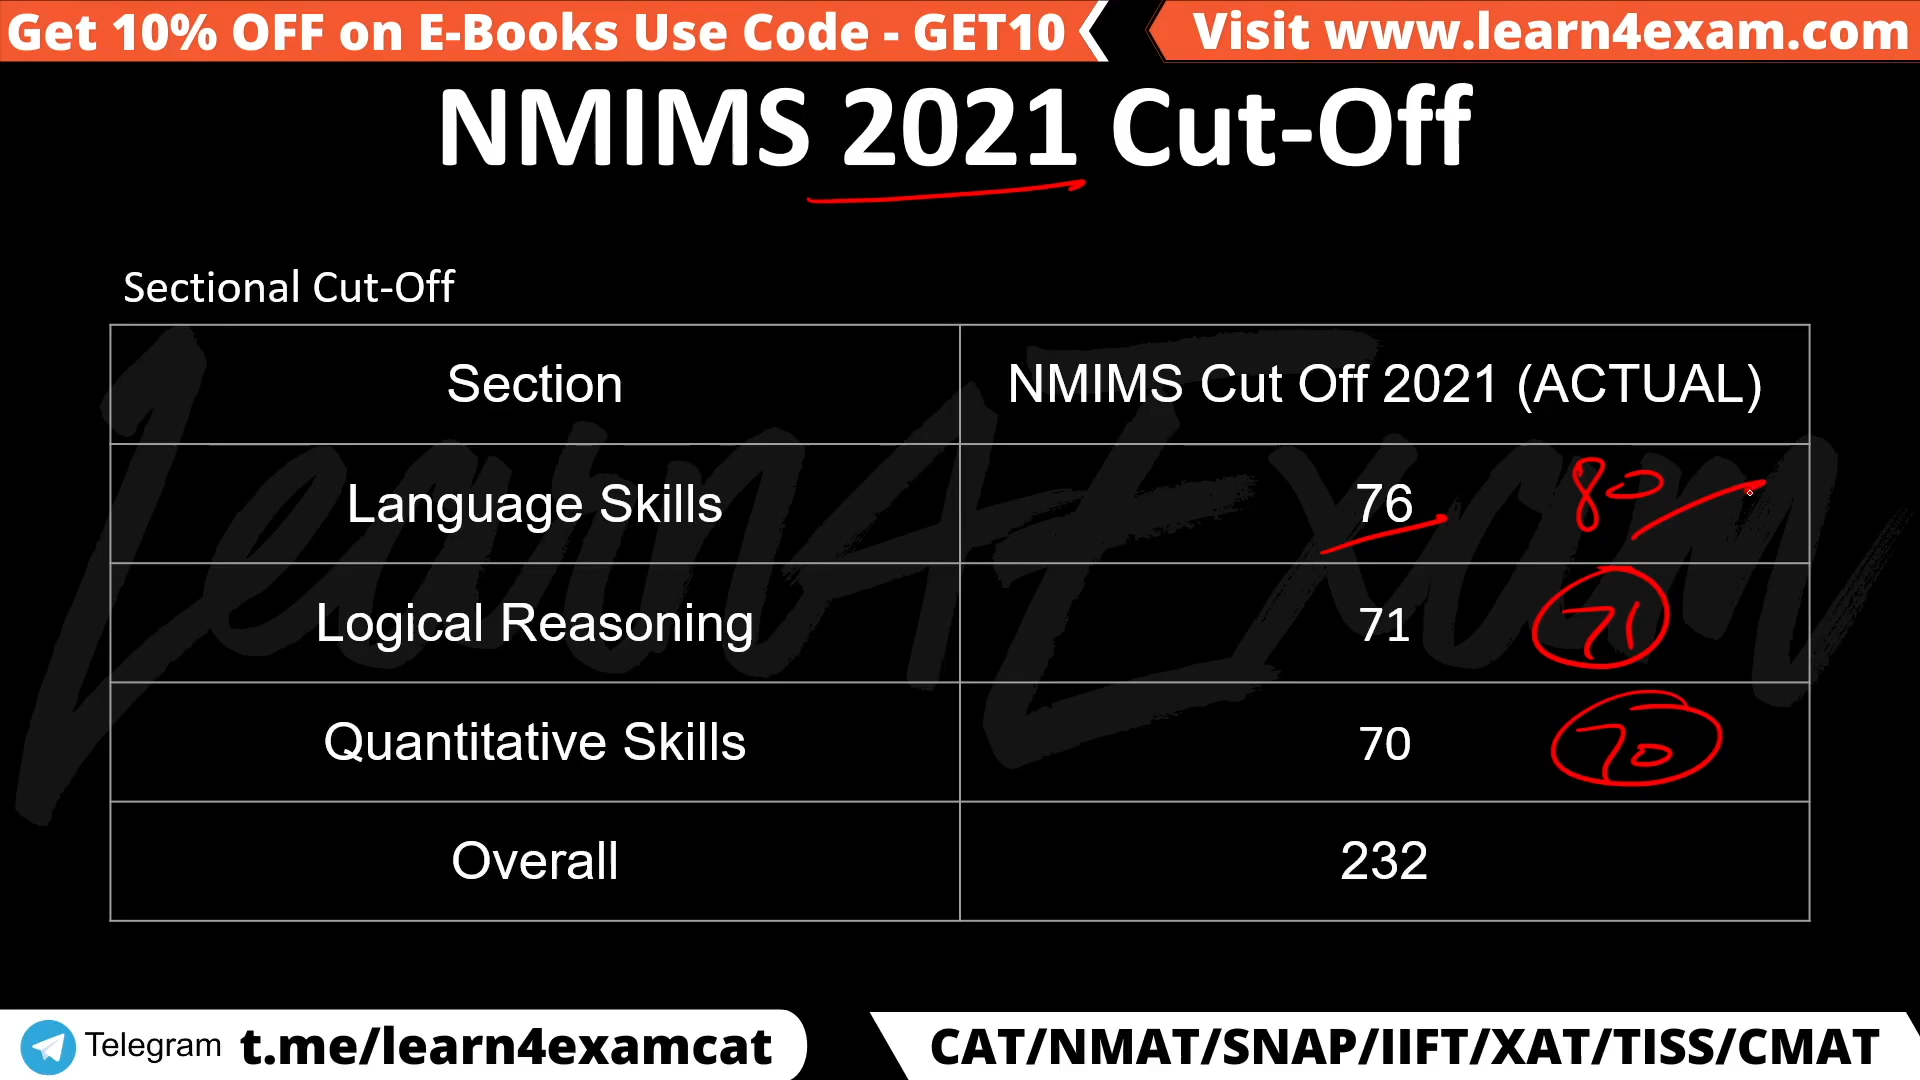 Get 10% OFF on E-Books Use Code - GET10
Visit www.learn4exam.com
NMIMS 2021 Cut-Off
Sectional Cut-Off
Section NMIMS Cut Off 2021 (ACTUAL)
Language Skills 76 80
Logical Reasoning 71 71
Quantitative Skills 70 70
Overall 232
Learn4Exam
Telegram t.me/learn4examcat
CAT/NMAT/SNAP/IIFT/XAT/TISS/CMAT